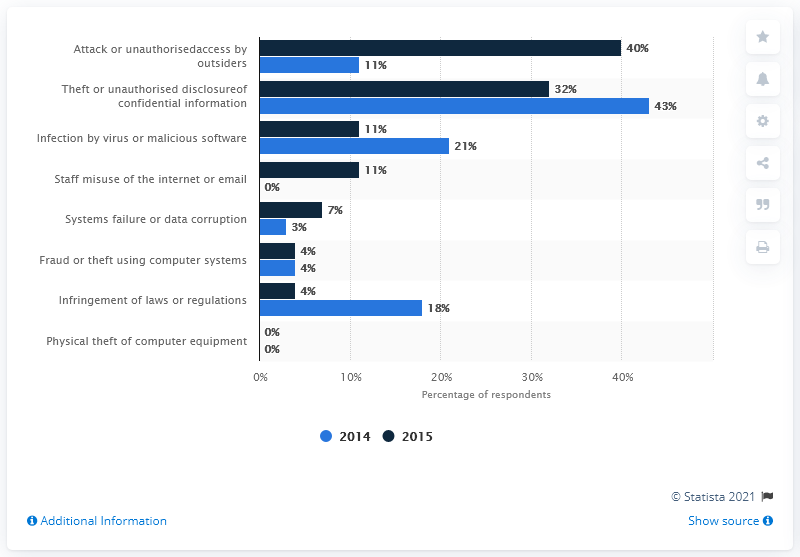 Attack or unauthorisedaccess by
outsiders
40%
11%
Theft or unauthorised disclosureof
confidential information
32%
43%
Infection by virus or malicious software
11%
21%
Staff misuse of the internet or email
11%
0%
Systems failure or data corruption
7%
3%
Fraud or theft using computer systems
4%
4%
Infringement of laws or regulations
4%
18%
Physical theft of computer equipment
0%
0%
0% 10% 20% 30% 40%
Percentage of respondents
2014 2015
© Statista 2021
Additional Information
Show source